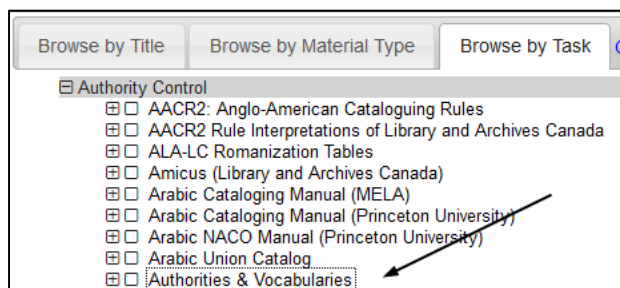 Browse by Title Browse by Material Type Browse by Task
Authority Control
AACR2: Anglo-American Cataloguing Rules
AACR2 Rule Interpretations of Library and Archives Canada
ALA-LC Romanization Tables
Amicus (Library and Archives Canada)
Arabic Cataloging Manual (MELA)
Arabic Cataloging Manual (Princeton University)
Arabic NACO Manual (Princeton University)
Arabic Union Catalog
Authorities & Vocabularies